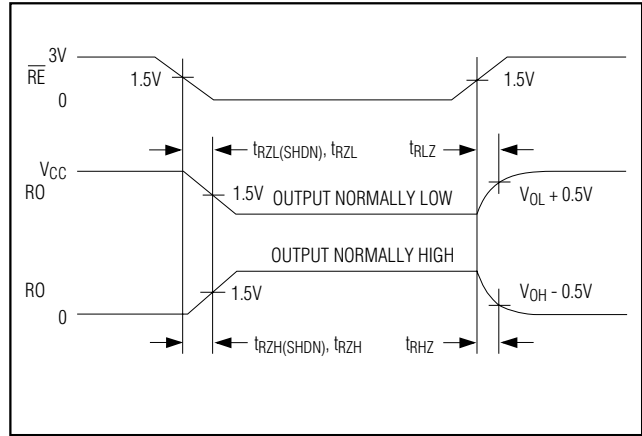 3V
R̅E̅
1.5V
1.5V
0
tRZL(SHDN), tRZL
tRLZ
VCC
RO
1.5V
OUTPUT NORMALLY LOW
VOL + 0.5V
OUTPUT NORMALLY HIGH
RO
1.5V
VOH - 0.5V
0
tRZH(SHDN), tRZH
tRHZ